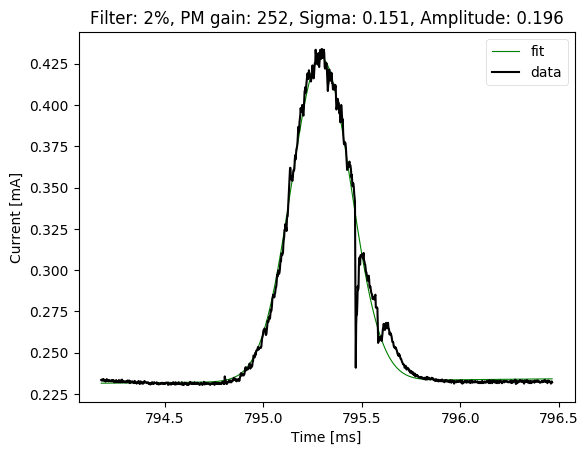 Filter: 2%, PM gain: 252, Sigma: 0.151, Amplitude: 0.196
fit
data
Current [mA]
0.425
0.400
0.375
0.350
0.325
0.300
0.275
0.250
0.225
794.5 795.0 795.5 796.0 796.5
Time [ms]